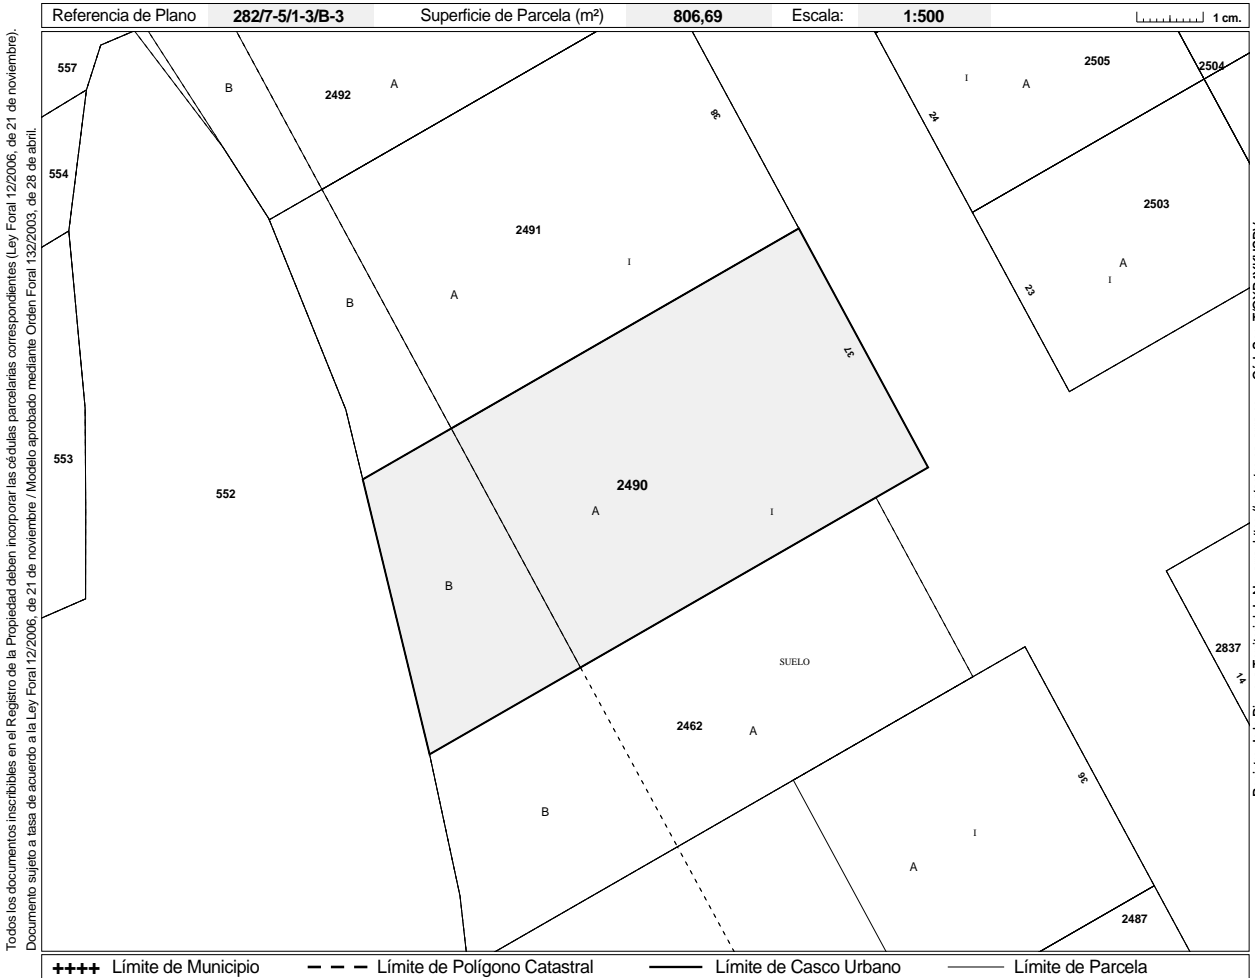 Referencia de Plano 282/7-5/1-3/B-3 Superficie de Parcela (m²) 806,69 Escala: 1:500 1 cm.
Todos los documentos inscribibles en el Registro de la Propiedad deben incorporar las cédulas parcelarias correspondientes (Ley Foral 12/2006, de 21 de noviembre).
Documento sujeto a tasa de acuerdo a la Ley Foral 12/2006, de 21 de noviembre / Modelo aprobado mediante Orden Foral 132/2003, de 28 de abril.
557
B
2492
A
38
24
I
A
2505
2504
554
2491
I
A
B
2503
A
I
23
37
553
552
2490
A
I
B
SUELO
2462
A
B
2837
14
36
I
A
2487
++++ Límite de Municipio
Límite de Polígono Catastral
Límite de Casco Urbano
Límite de Parcela